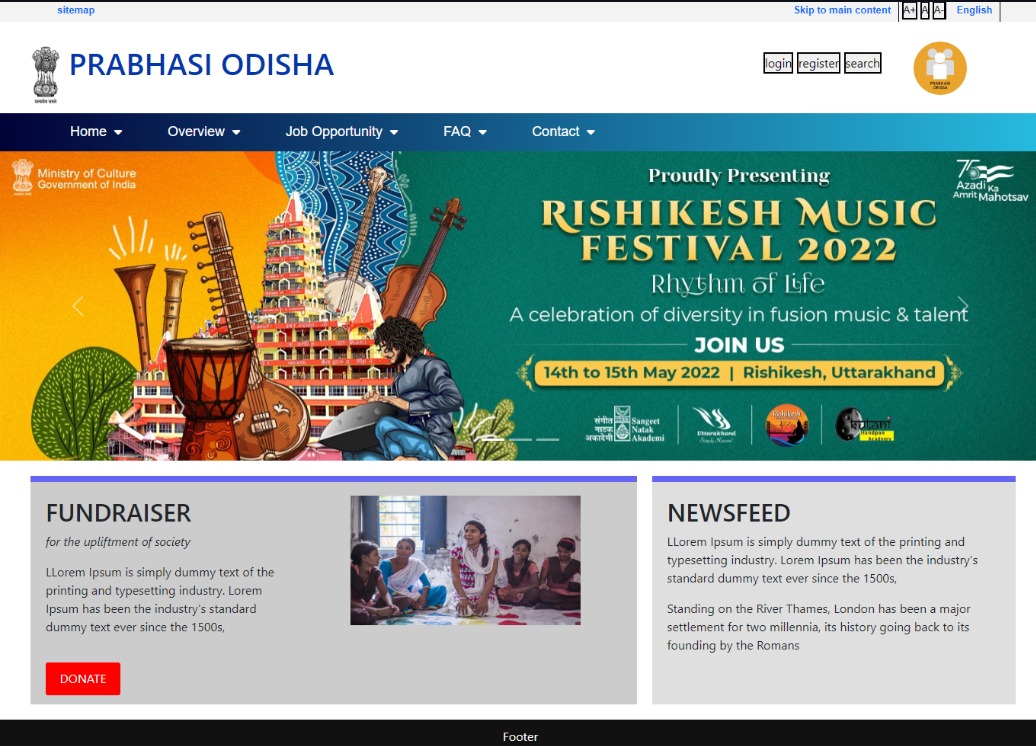 sitemap
Skip to main content
A+ A A-
English
PRABHASI ODISHA
login register search
PRABHASI
ODISHA
Home
Overview
Job Opportunity
FAQ
Contact
Ministry of Culture
Government of India
Proudly Presenting
RISHIKESH MUSIC
FESTIVAL 2022
Rhythm of Life
A celebration of diversity in fusion music & talent
JOIN US
14th to 15th May 2022 | Rishikesh, Uttarakhand
75
Azadi Ka
Amrit Mahotsav
संगीत
नाटक
अकादेमी
Sangeet
Natak
Akademi
Uttarakhand
Simply Heaven!
Rishikesh
kutani
Handpan
Academy
FUNDRAISER
for the upliftment of society
LLorem Ipsum is simply dummy text of the
printing and typesetting industry. Lorem
Ipsum has been the industry's standard
dummy text ever since the 1500s,
DONATE
NEWSFEED
LLorem Ipsum is simply dummy text of the printing and
typesetting industry. Lorem Ipsum has been the industry's
standard dummy text ever since the 1500s,
Standing on the River Thames, London has been a major
settlement for two millennia, its history going back to its
founding by the Romans
Footer